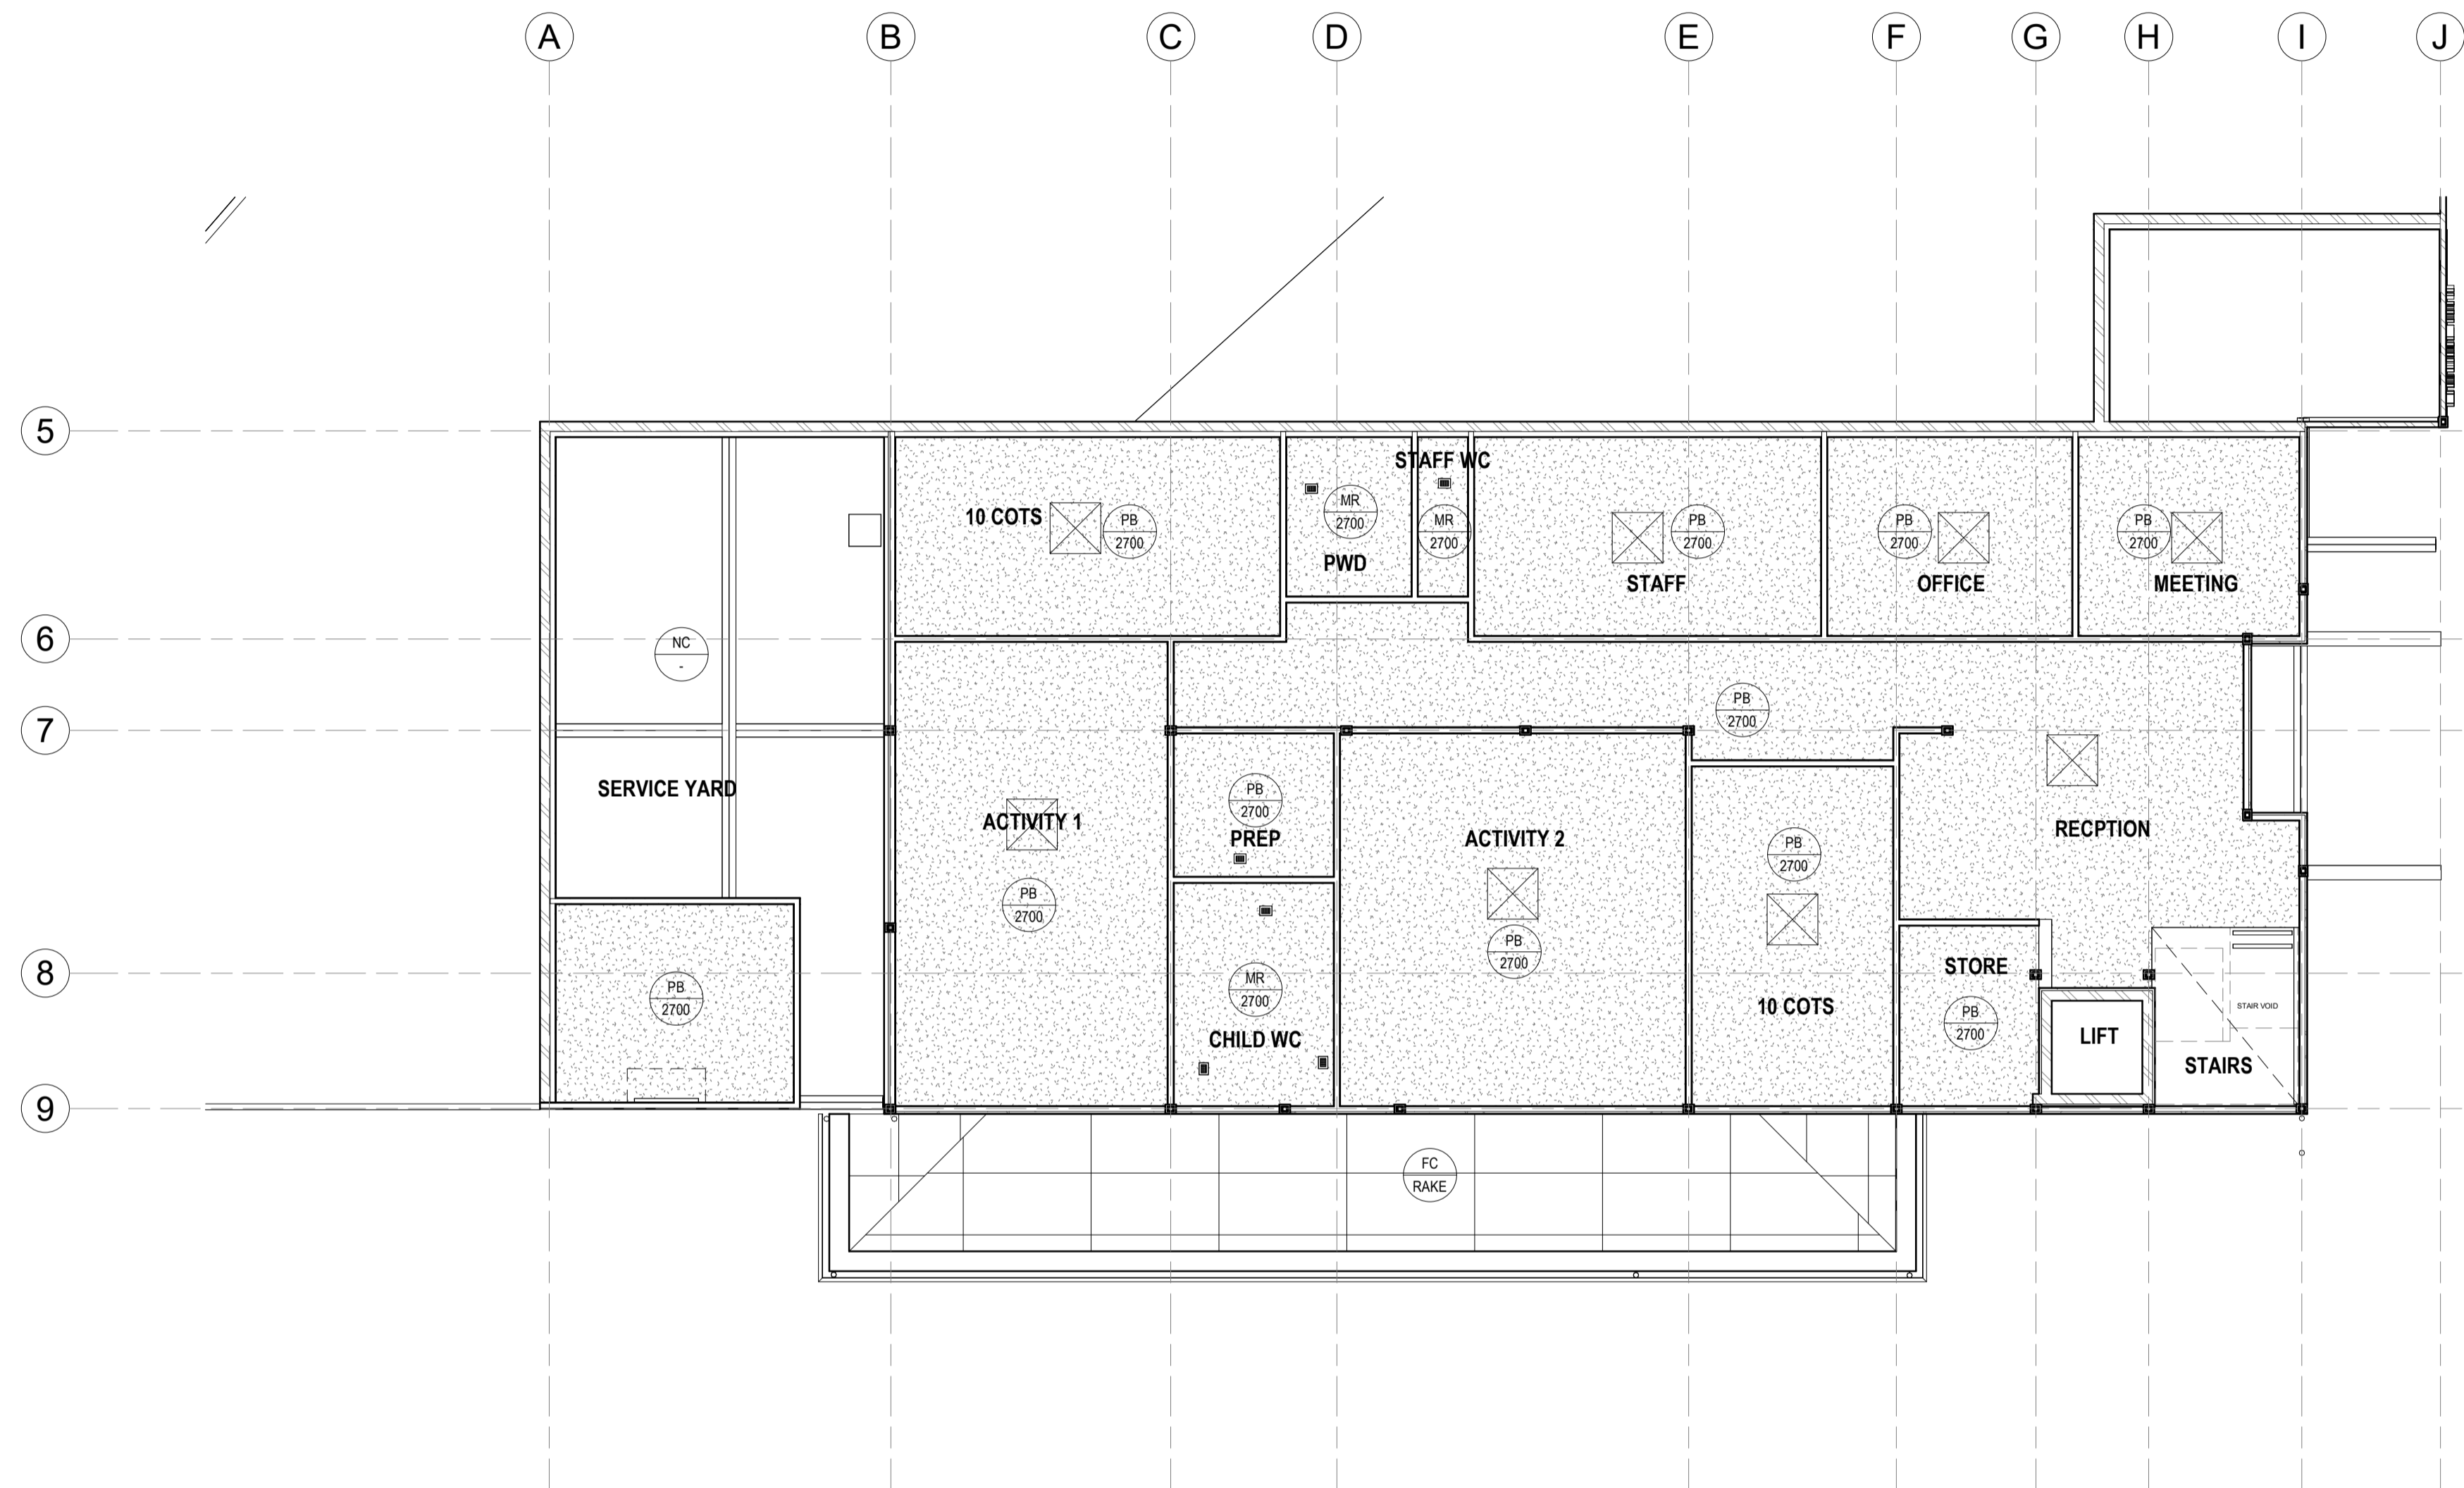 A
B
C
D
E
F
G
H
I
J
5
STAFF WC
10 COTS
PB
2700
MR
2700
PWD
MR
2700
PB
2700
STAFF
PB
2700
OFFICE
PB
2700
MEETING
6
NC
-
PB
2700
7
SERVICE YARD
ACTIVITY 1
PB
2700
PB
2700
PREP
ACTIVITY 2
PB
2700
PB
2700
RECPTION
8
PB
2700
MR
2700
CHILD WC
10 COTS
STORE
PB
2700
LIFT
STAIR VOID
STAIRS
9
FC
RAKE